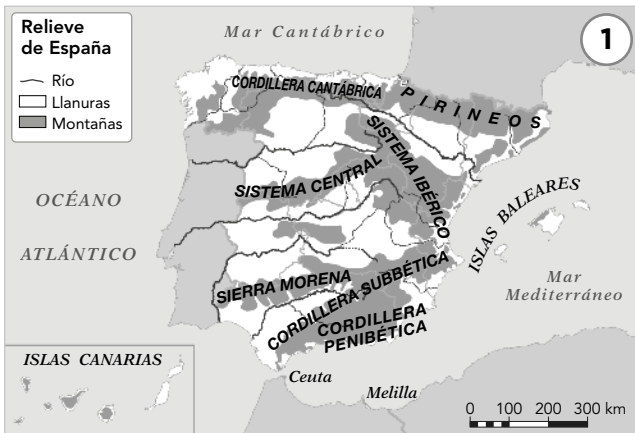 Relieve
de España
Río
Llanuras
Montañas
Mar Cantábrico
1
CORDILLERA CANTÁBRICA
PIRINEOS
SISTEMA IBÉRICO
SISTEMA CENTRAL
OCÉANO
ATLÁNTICO
ISLAS BALEARES
Mar
Mediterráneo
SIERRA MORENA
CORDILLERA SUBBÉTICA
CORDILLERA
PENIBÉTICA
ISLAS CANARIAS
Ceuta
Melilla
0 100 200 300 km